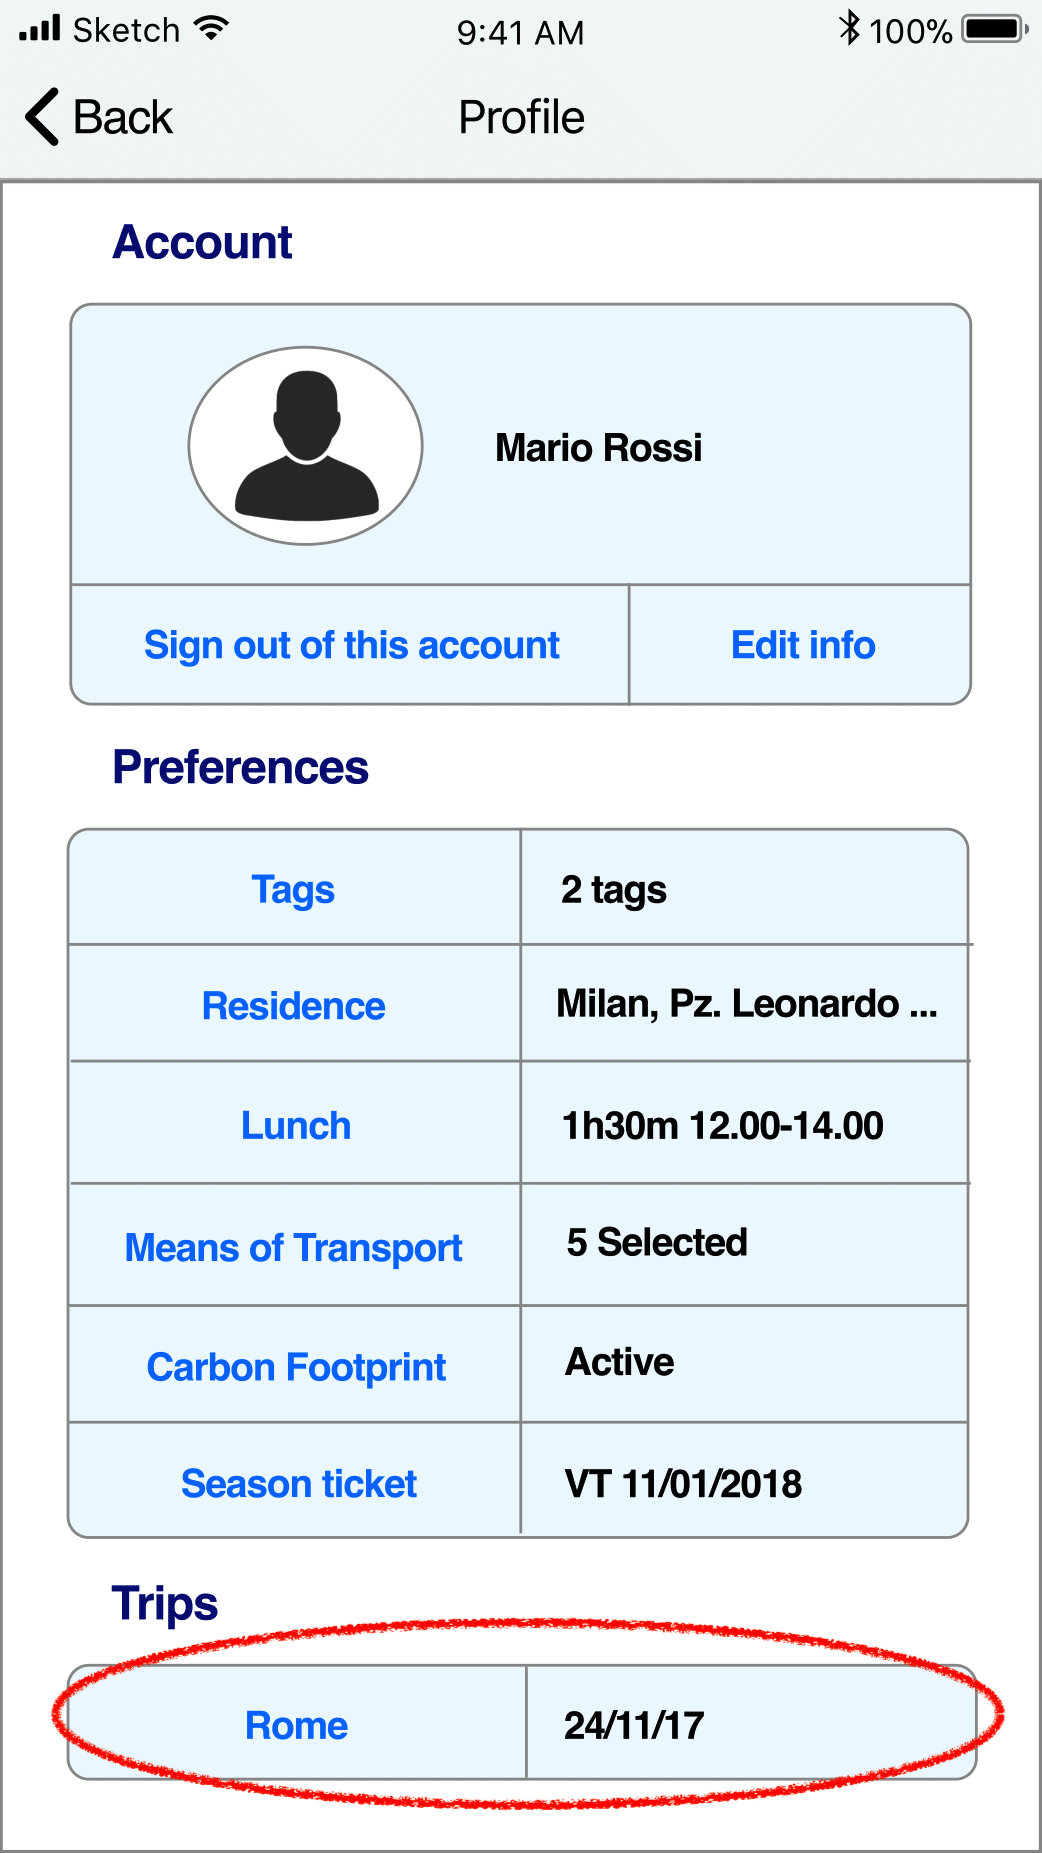 Sketch 9:41 AM 100%
Back Profile
Account
Mario Rossi
Sign out of this account Edit info
Preferences
Tags 2 tags
Residence Milan, Pz. Leonardo ...
Lunch 1h30m 12.00-14.00
Means of Transport 5 Selected
Carbon Footprint Active
Season ticket VT 11/01/2018
Trips
Rome 24/11/17